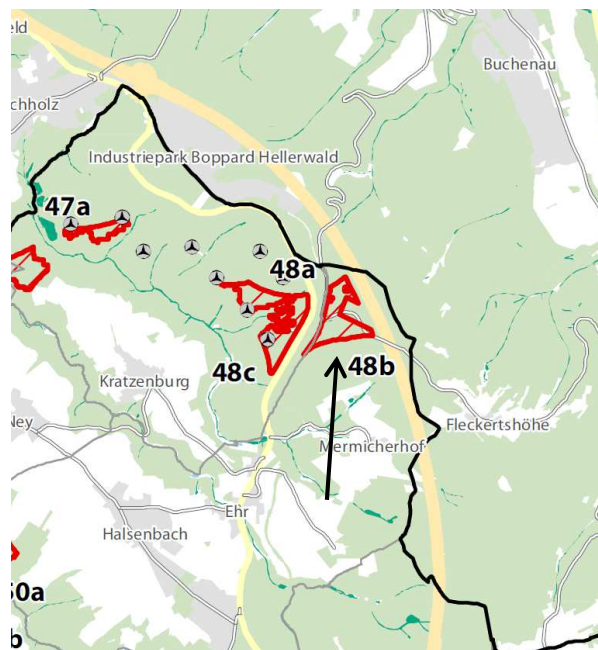 eld
Buchenau
chholz
Industriepark Boppard Hellerwald
47a
48a
48c
48b
Kratzenburg
Fleckertshöhe
Ney
Mermicherhof
Ehr
Halsenbach
50a
b